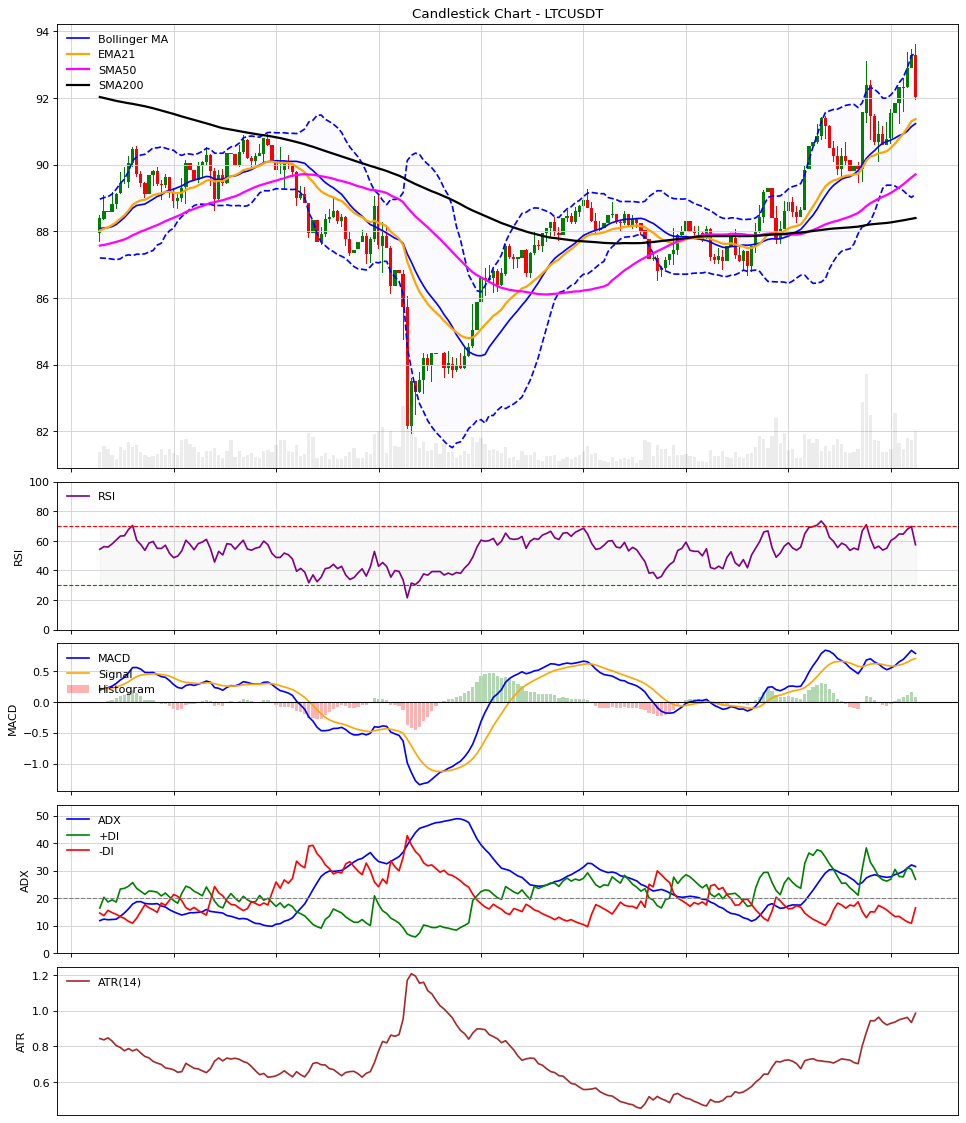 Candlestick Chart - LTCUSDT
94
92
90
88
86
84
82
Bollinger MA
EMA21
SMA50
SMA200
100
80
60
40
20
0
RSI
RSI
0.5
0.0
−0.5
−1.0
MACD
MACD
Signal
Histogram
50
40
30
20
10
0
ADX
ADX
+DI
-DI
1.2
1.0
0.8
0.6
ATR
ATR(14)